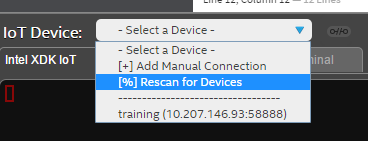 Line 12, Column 12 — 12 Lines
IoT Device:
- Select a Device -
- Select a Device -
[+] Add Manual Connection
Intel XDK IoT
minal
[%] Rescan for Devices
----------------------------------
training (10.207.146.93:58888)